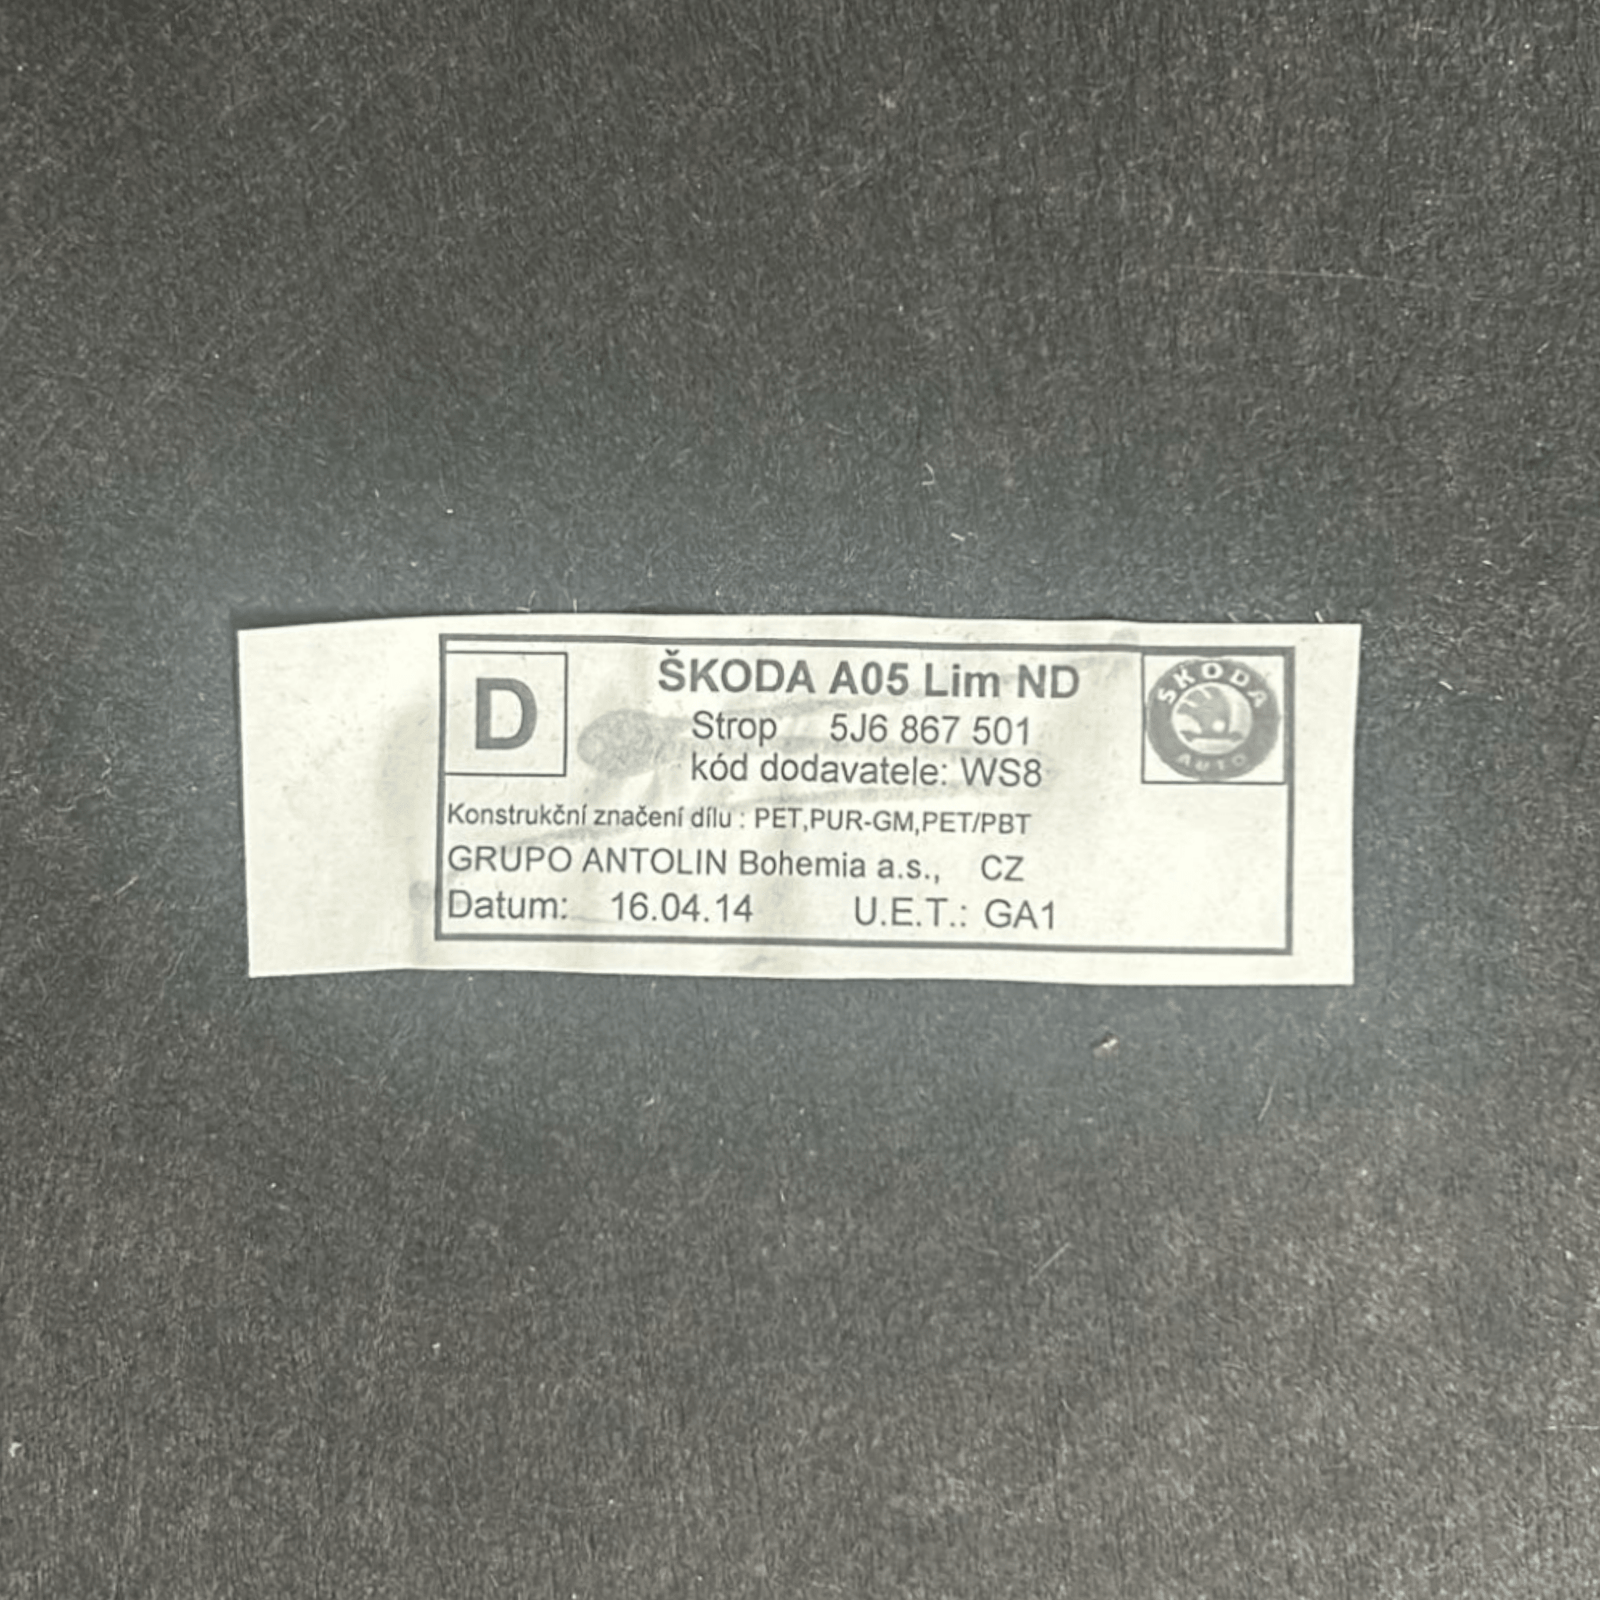 D
ŠKODA A05 Lim ND
Strop 5J6 867 501
kód dodavatele: WS8
ŠKODA
AUTO
Konstrukční značení dílu : PET,PUR-GM,PET/PBT
GRUPO ANTOLIN Bohemia a.s., CZ
Datum: 16.04.14 U.E.T.: GA1